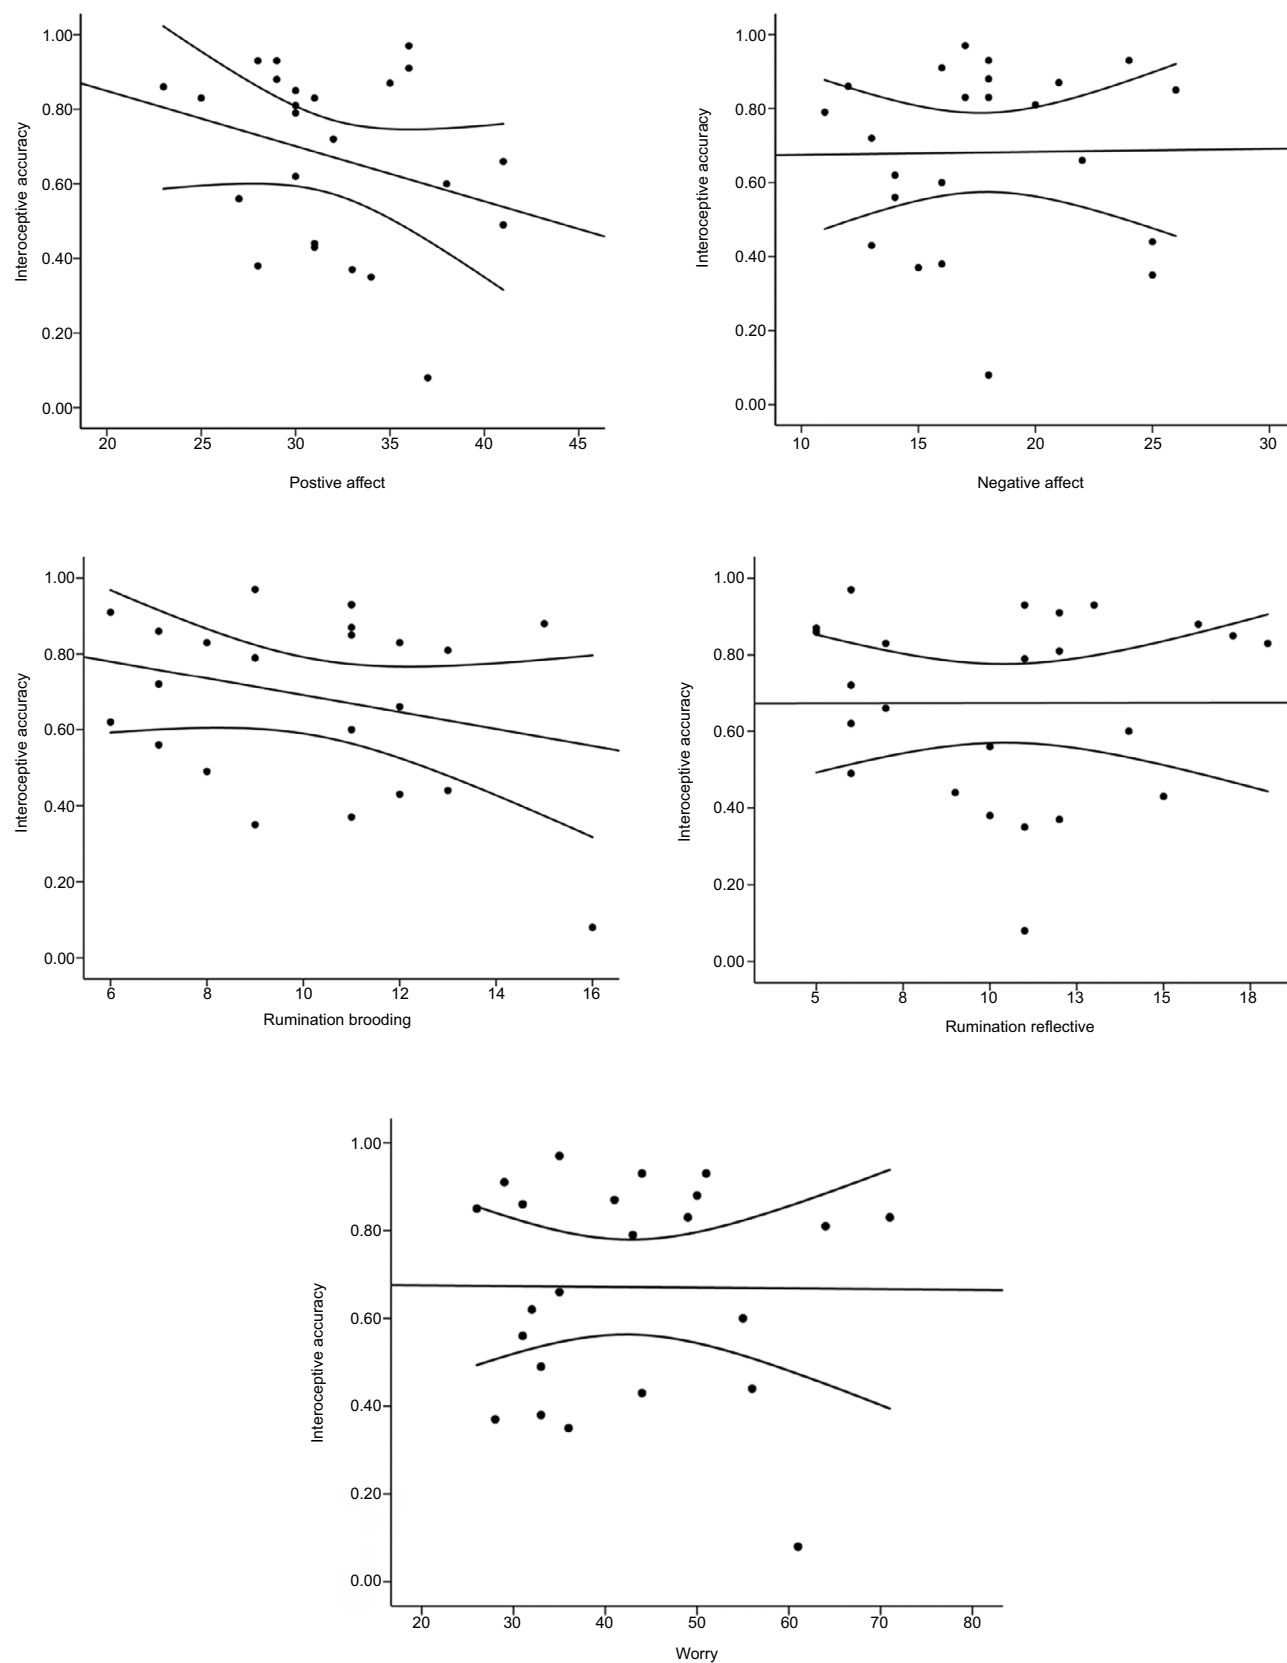 1.00
0.80
0.60
0.40
0.20
0.00
Interoceptive accuracy
20 25 30 35 40 45
Postive affect
1.00
0.80
0.60
0.40
0.20
0.00
Interoceptive accuracy
10 15 20 25 30
Negative affect
1.00
0.80
0.60
0.40
0.20
0.00
Interoceptive accuracy
6 8 10 12 14 16
Rumination brooding
1.00
0.80
0.60
0.40
0.20
0.00
Interoceptive accuracy
5 8 10 13 15 18
Rumination reflective
1.00
0.80
0.60
0.40
0.20
0.00
Interoceptive accuracy
20 30 40 50 60 70 80
Worry